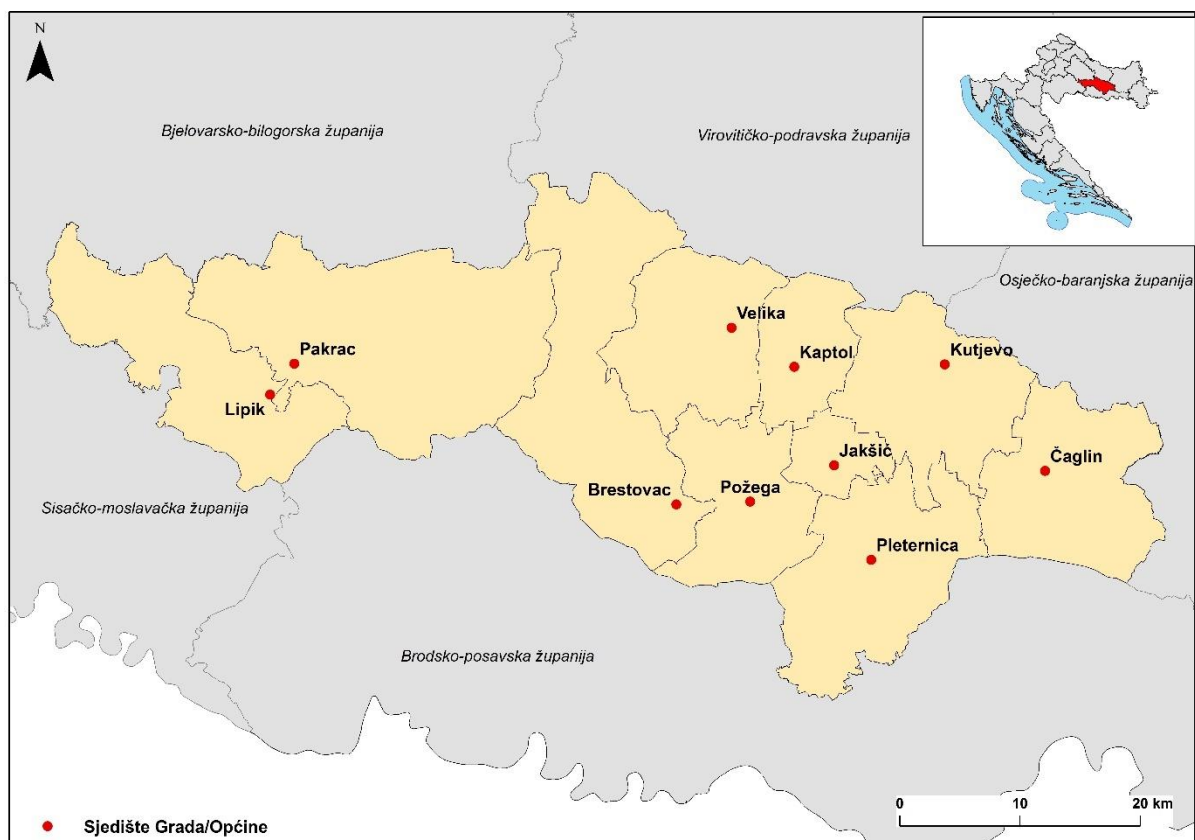 N
Bjelovarsko-bilogorska županija
Virovitičko-podravska županija
Osječko-baranjska županija
Velika
Pakrac
Kaptol
Kutjevo
Lipik
Jakšić
Čaglin
Brestovac
Požega
Sisačko-moslavačka županija
Pleternica
Brodsko-posavska županija
0 10 20 km
Sjedište Grada/Općine